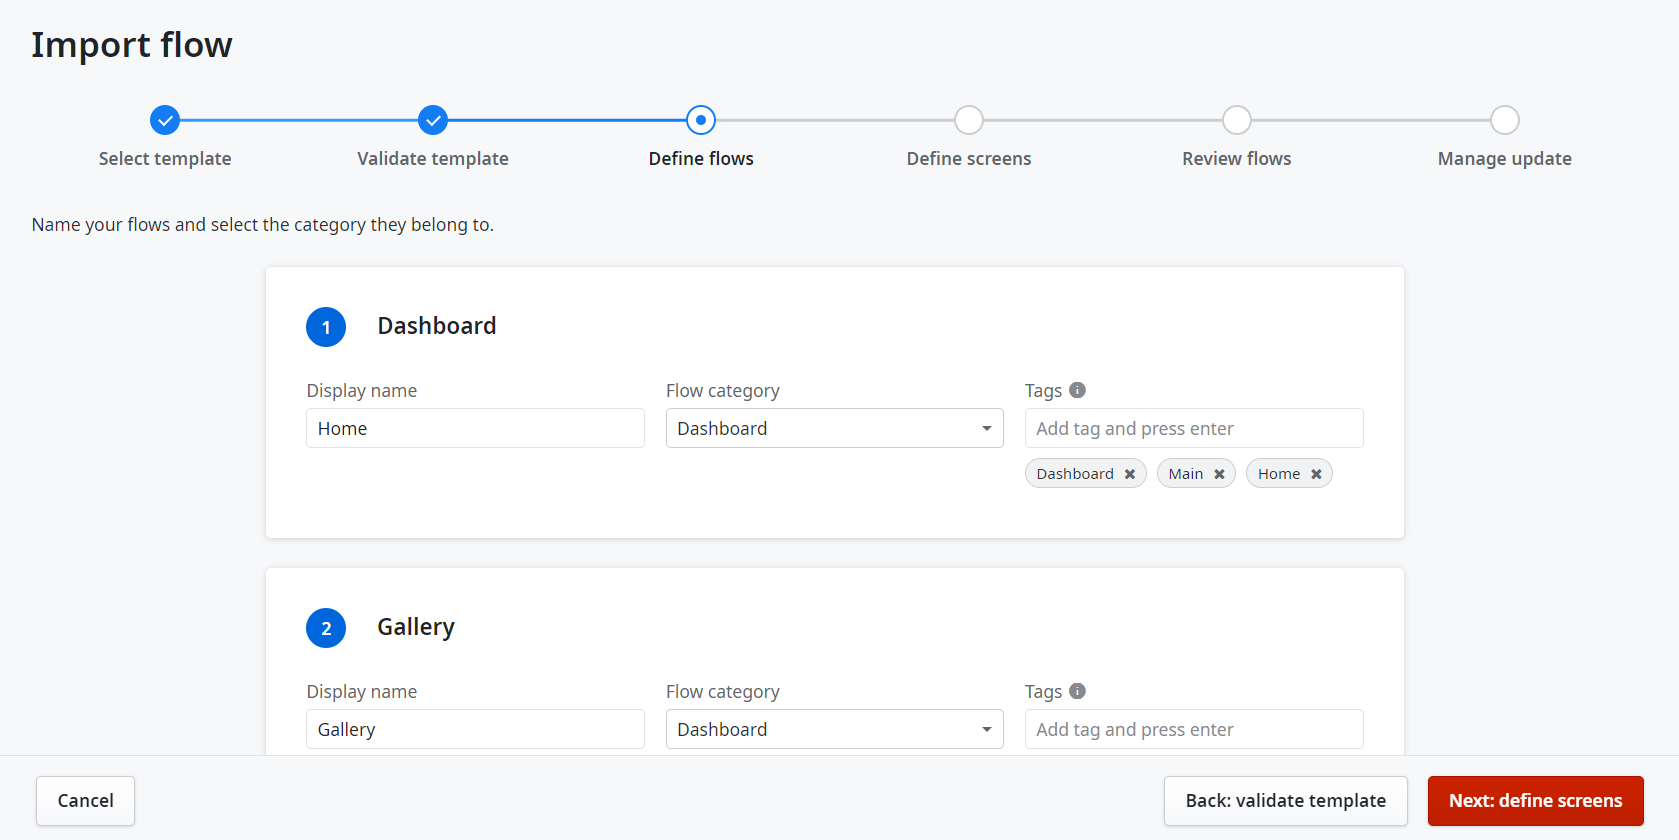 Import flow
Select template
Validate template
Define flows
Define screens
Review flows
Manage update
Name your flows and select the category they belong to.
1
Dashboard
Display name
Flow category
Tags
Home
Dashboard
Add tag and press enter
Dashboard
Main
Home
2
Gallery
Display name
Flow category
Tags
Gallery
Dashboard
Add tag and press enter
Cancel
Back: validate template
Next: define screens